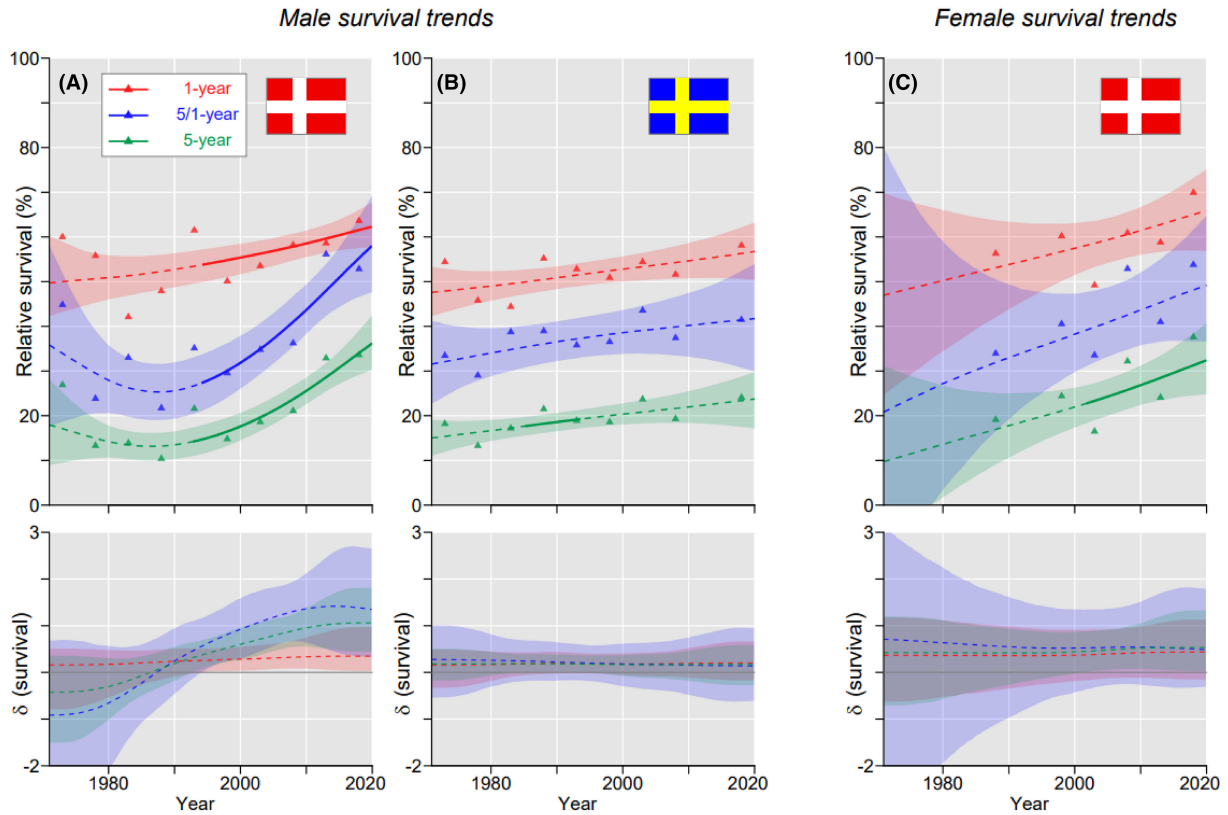 Male survival trends
Female survival trends
(A)
1-year
5/1-year
5-year
(B)
(C)
Relative survival (%)
100
80
20
0
Relative survival (%)
100
80
20
0
Relative survival (%)
100
80
20
0
δ (survival)
3
-2
1980
2000
2020
Year
δ (survival)
3
-2
1980
2000
2020
Year
δ (survival)
3
-2
1980
2000
2020
Year